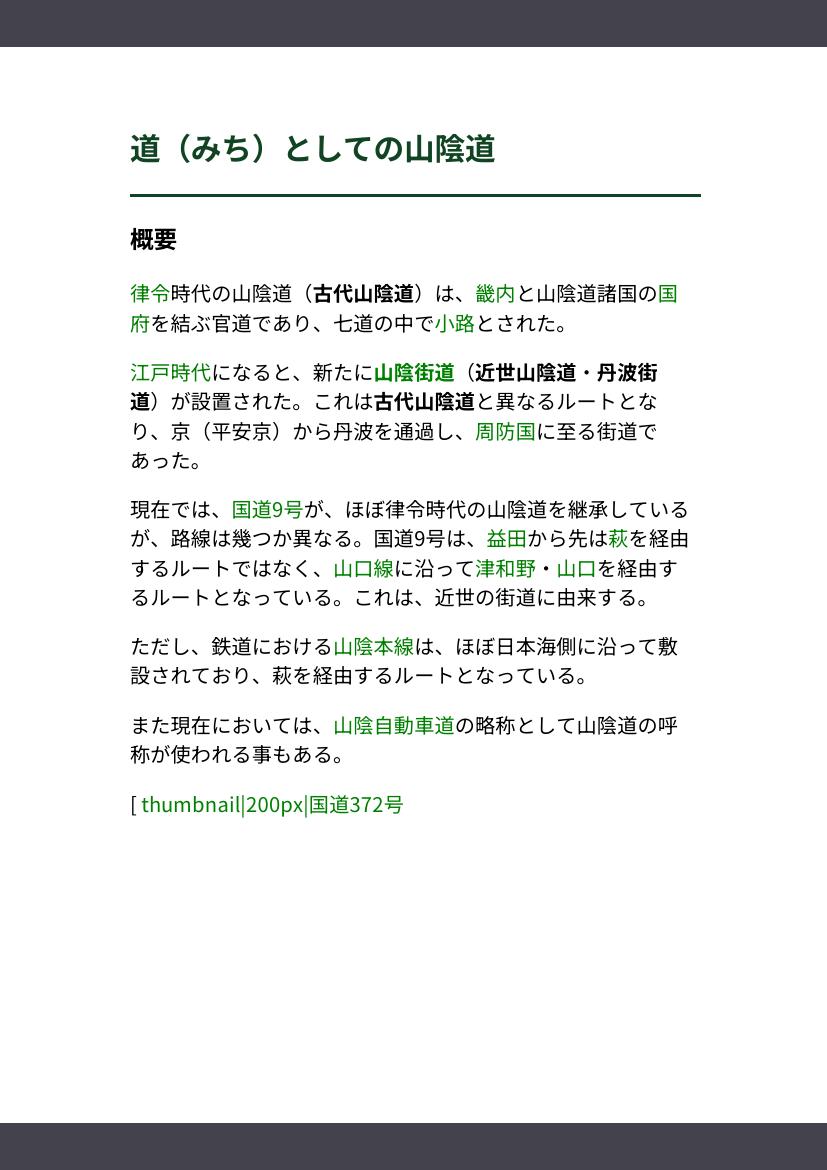 道（みち）としての山陰道
概要
律令時代の山陰道（古代山陰道）は、畿内と山陰道諸国の国
府を結ぶ官道であり、七道の中で小路とされた。
江戸時代になると、新たに山陰街道（近世山陰道・丹波街
道）が設置された。これは古代山陰道と異なるルートとな
り、京（平安京）から丹波を通過し、周防国に至る街道で
あった。
現在では、国道9号が、ほぼ律令時代の山陰道を継承している
が、路線は幾つか異なる。国道9号は、益田から先は萩を経由
するルートではなく、山口線に沿って津和野・山口を経由す
るルートとなっている。これは、近世の街道に由来する。
ただし、鉄道における山陰本線は、ほぼ日本海側に沿って敷
設されており、萩を経由するルートとなっている。
また現在においては、山陰自動車道の略称として山陰道の呼
称が使われる事もある。
[ thumbnail|200px|国道372号